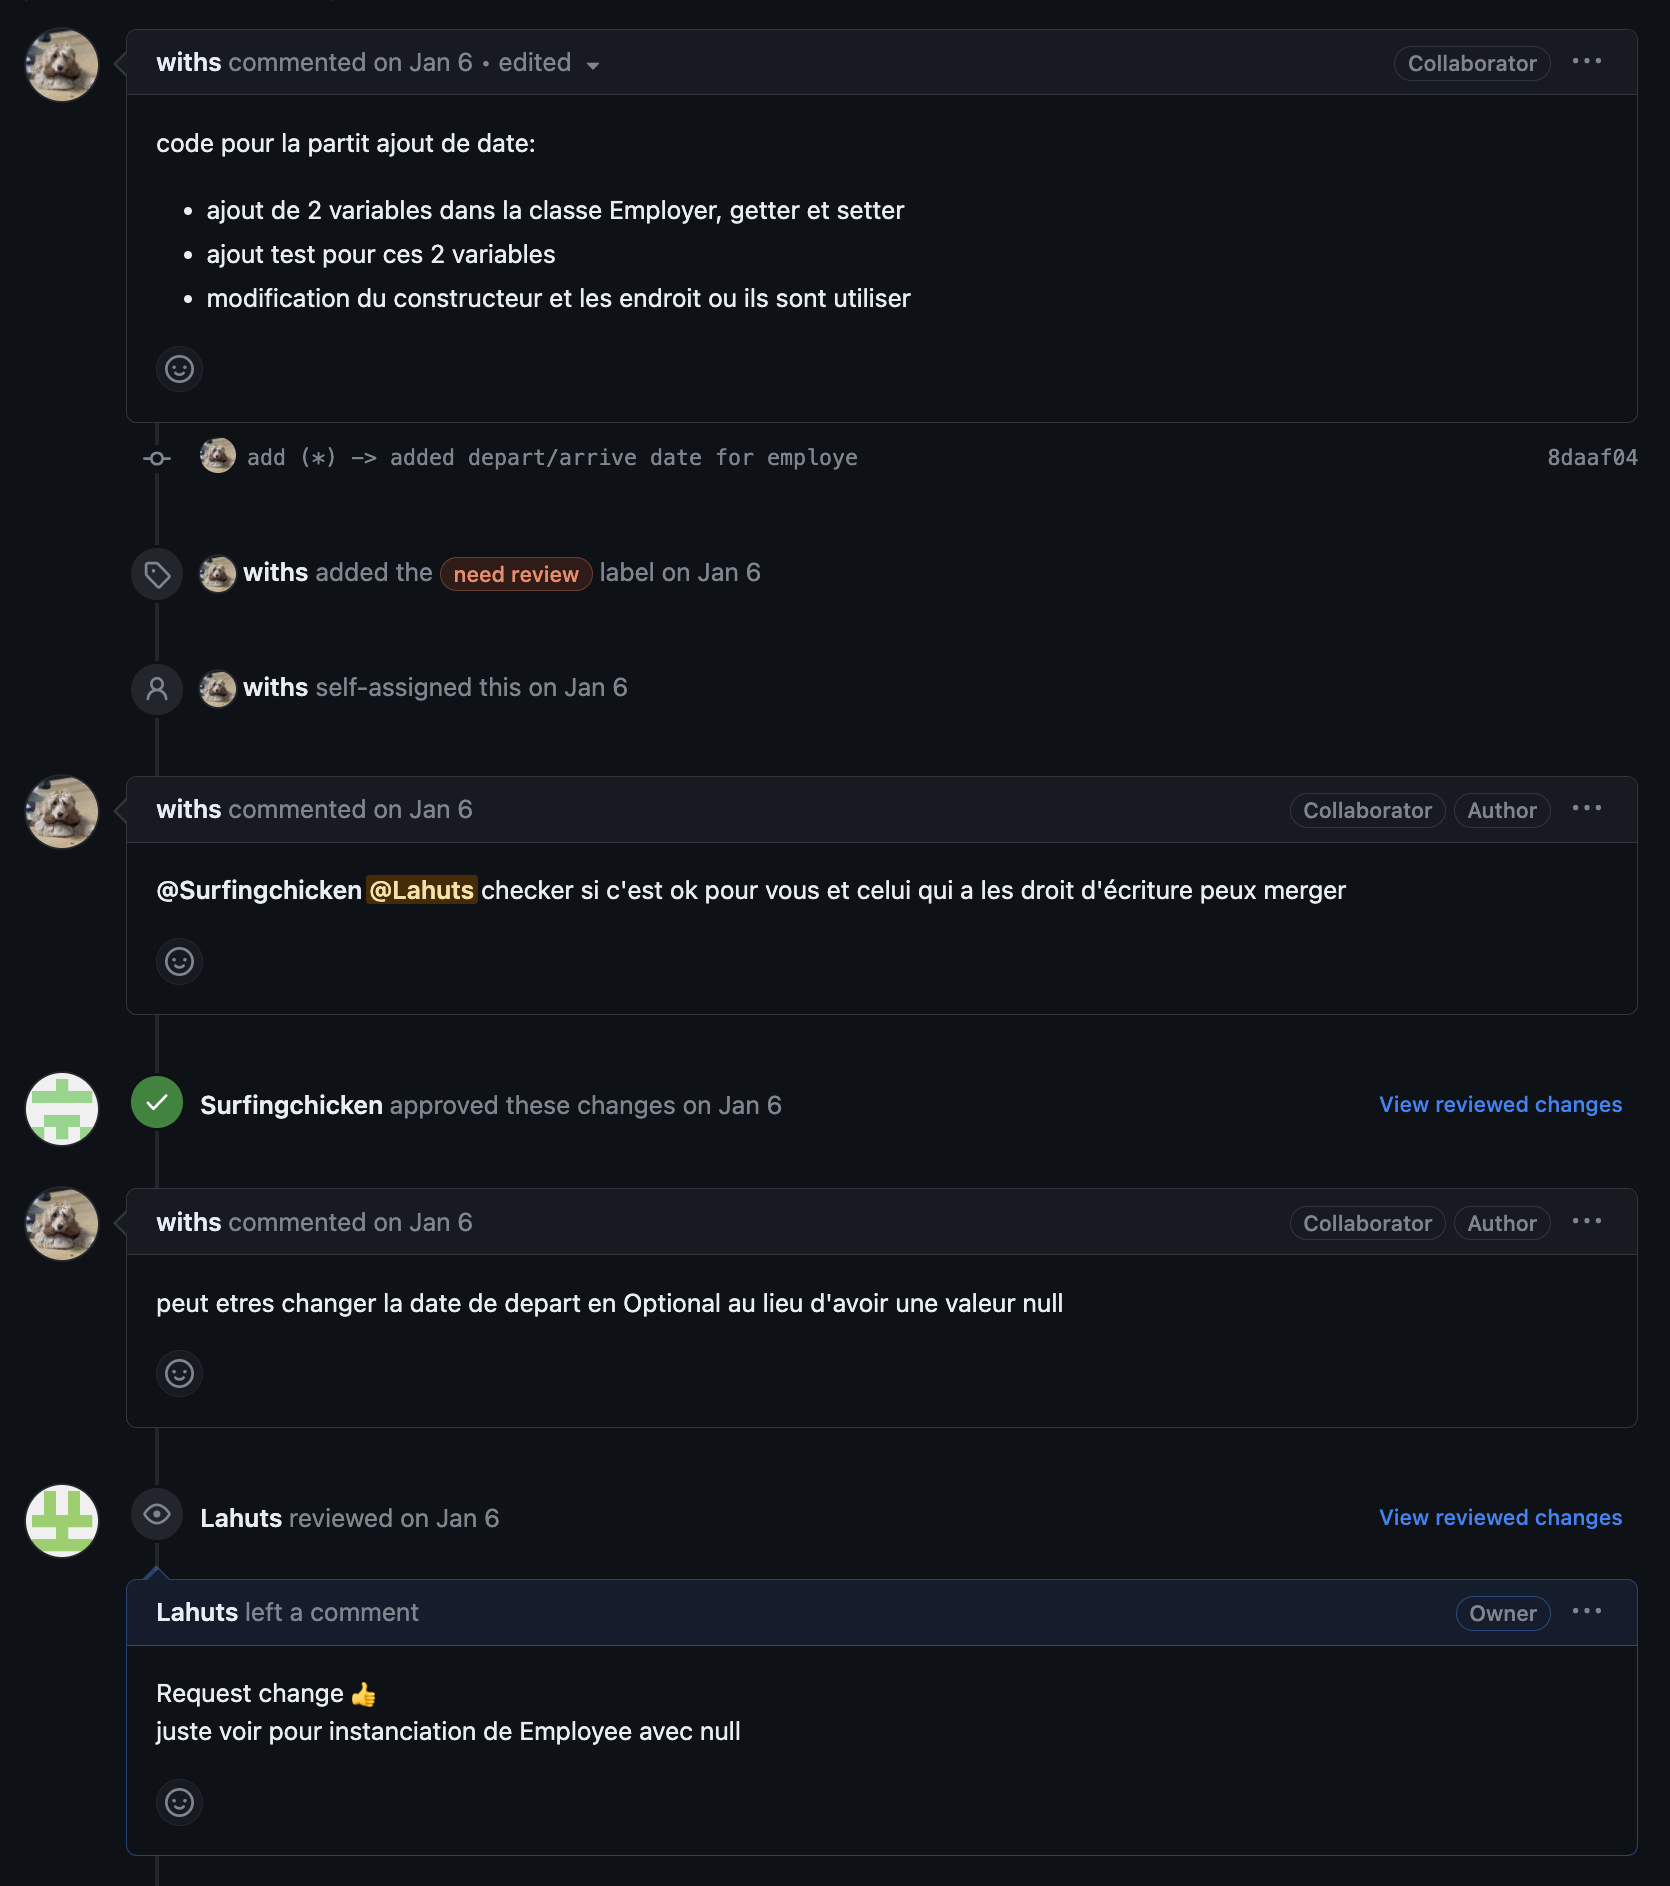 withs commented on Jan 6 • edited
Collaborator
code pour la partit ajout de date:
• ajout de 2 variables dans la classe Employer, getter et setter
• ajout test pour ces 2 variables
• modification du constructeur et les endroit ou ils sont utiliser
add (*) –> added depart/arrive date for employe
8daaf04
withs added the need review label on Jan 6
withs self-assigned this on Jan 6
withs commented on Jan 6
Collaborator Author
@Surfingchicken @Lahuts checker si c'est ok pour vous et celui qui a les droit d'écriture peux merger
Surfingchicken approved these changes on Jan 6
View reviewed changes
withs commented on Jan 6
Collaborator Author
peut etres changer la date de depart en Optional au lieu d'avoir une valeur null
Lahuts reviewed on Jan 6
View reviewed changes
Lahuts left a comment
Owner
Request change 👍
juste voir pour instanciation de Employee avec null